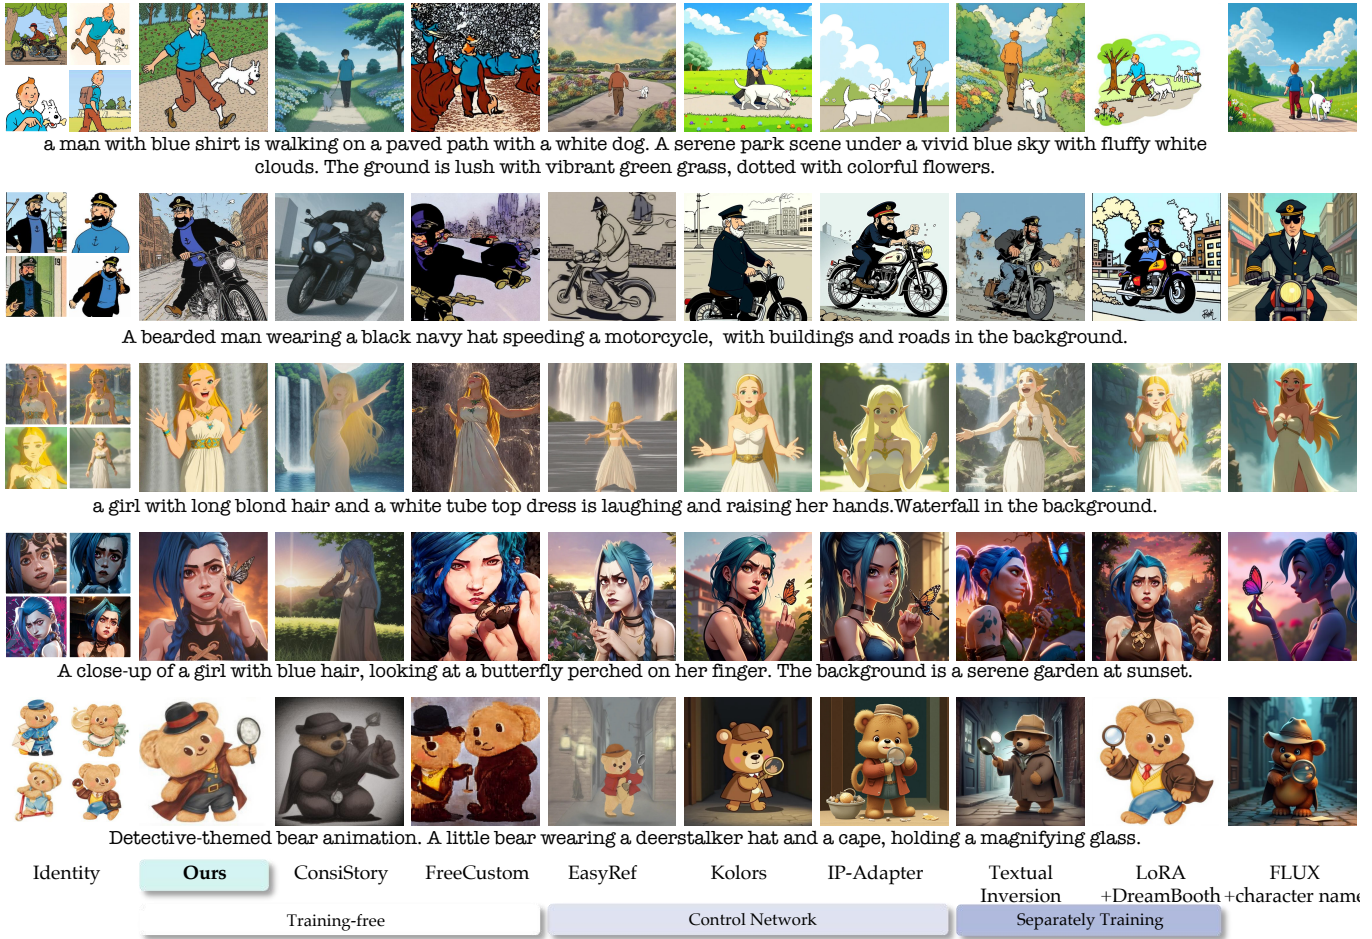 a man with blue shirt is walking on a paved path with a white dog. A serene park scene under a vivid blue sky with fluffy white
clouds. The ground is lush with vibrant green grass, dotted with colorful flowers.
19
A bearded man wearing a black navy hat speeding a motorcycle, with buildings and roads in the background.
a girl with long blond hair and a white tube top dress is laughing and raising her hands.Waterfall in the background.
A close-up of a girl with blue hair, looking at a butterfly perched on her finger. The background is a serene garden at sunset.
Detective-themed bear animation. A little bear wearing a deerstalker hat and a cape, holding a magnifying glass.
Identity Ours ConsiStory FreeCustom EasyRef Kolors IP-Adapter Textual LoRA FLUX
Inversion +DreamBooth +character name
Training-free Control Network Separately Training